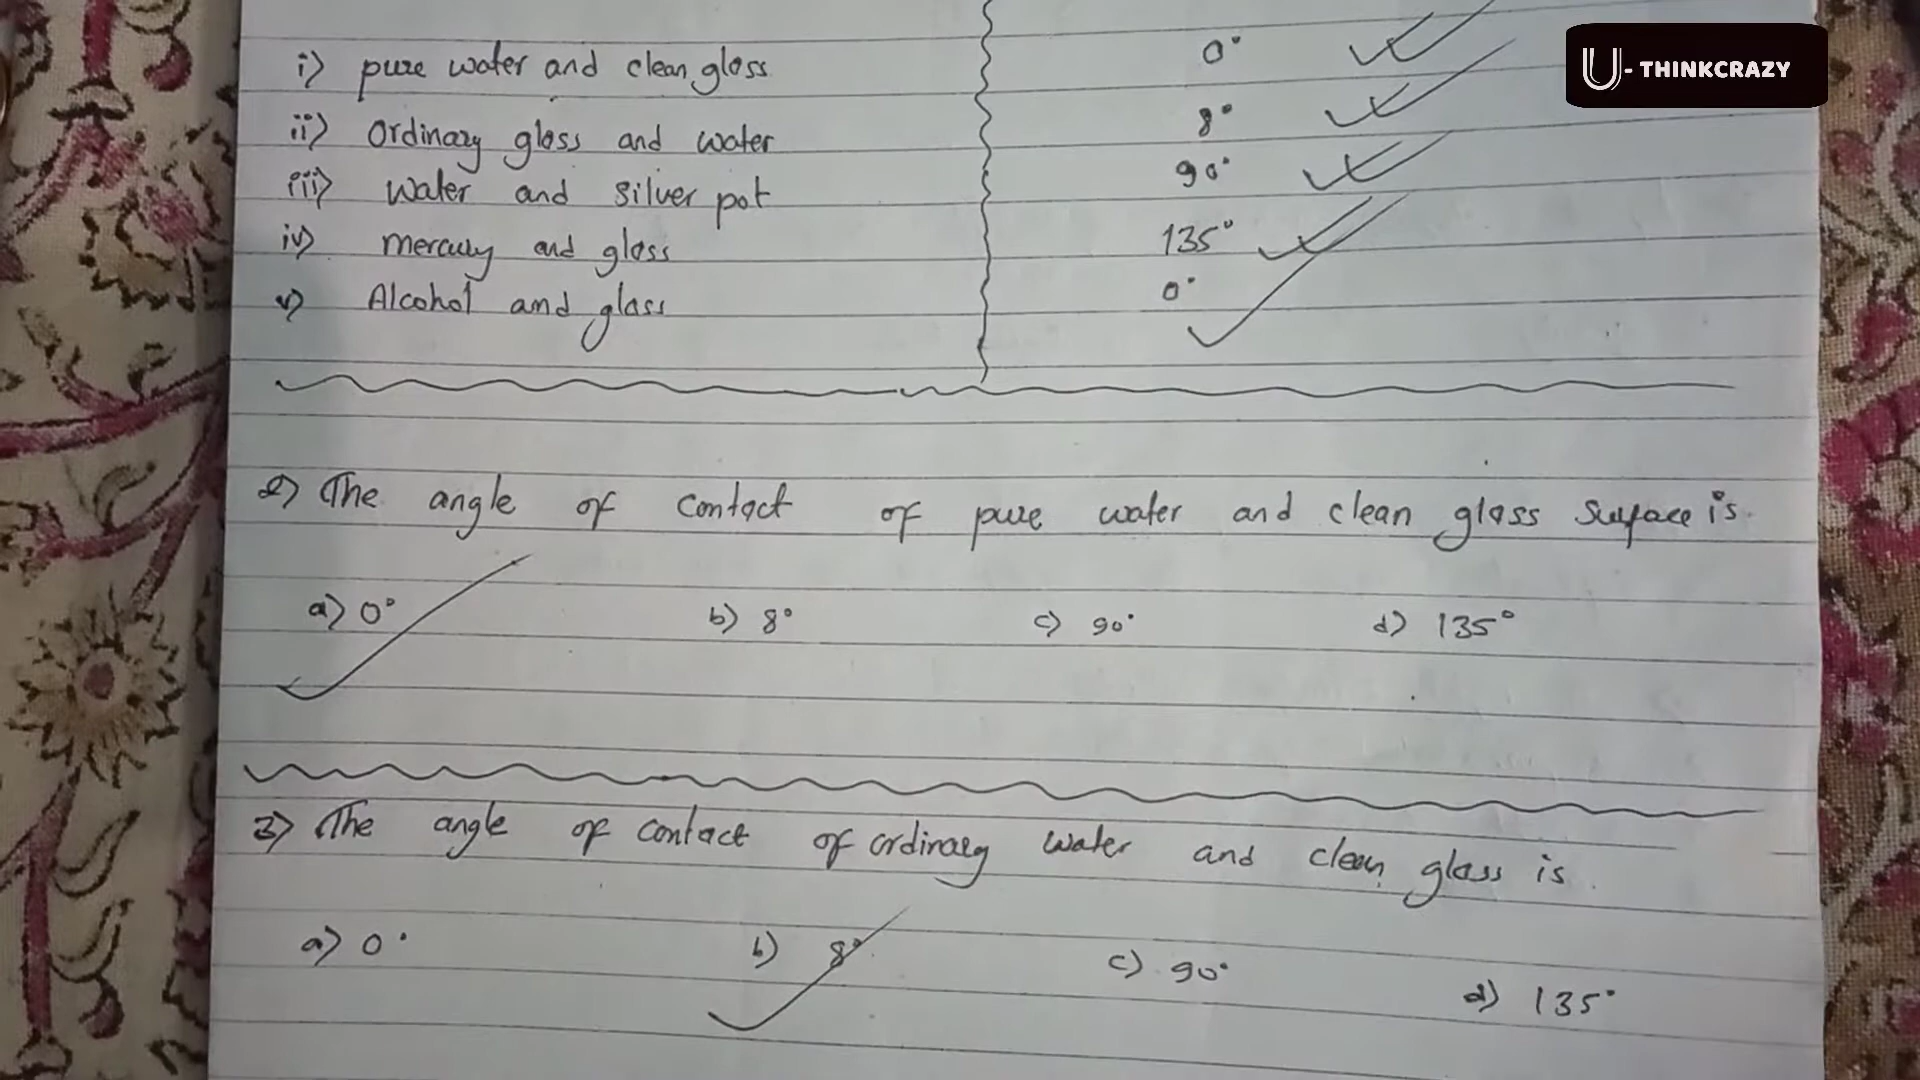 U - THINKCRAZY
i) pure water and clean glass 0°
ii) Ordinary glass and water 8°
iii) Water and silver pot 90°
iv) mercury and glass 135°
v) Alcohol and glass 0°
2) The angle of contact of pure water and clean glass surface is
a) 0° b) 8° c) 90° d) 135°
3) The angle of contact of ordinary water and clean glass is
a) 0° b) 8° c) 90° d) 135°